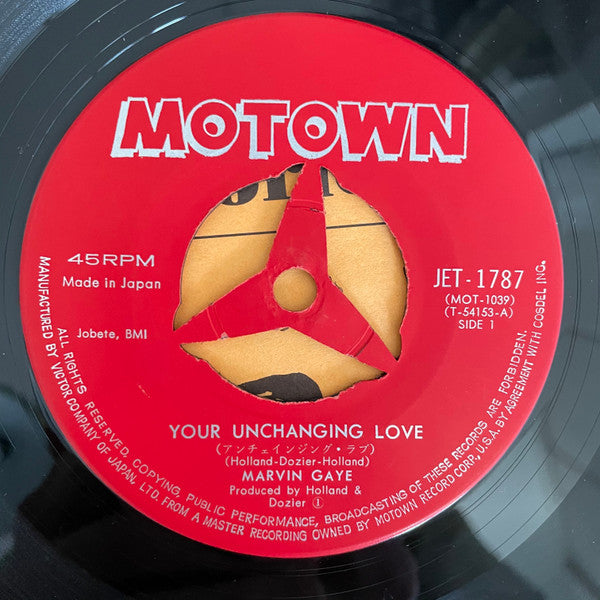 MOTOWN
45RPM
Made in Japan
Jobete, BMI
JET-1787
(MOT-1039)
(T-54153-A)
SIDE 1
YOUR UNCHANGING LOVE
(アンチェインジング・ラブ)
(Holland-Dozier-Holland)
MARVIN GAYE
Produced by Holland &
Dozier ①
ALL RIGHTS RESERVED, COPYING, PUBLIC PERFORMANCE, BROADCASTING OF THESE RECORDS ARE FORBIDDEN.
MANUFACTURED BY VICTOR COMPANY OF JAPAN, LTD. FROM A MASTER RECORDING OWNED BY MOTOWN RECORD CORP., U.S.A. BY AGREEMENT WITH COSDEL INC.